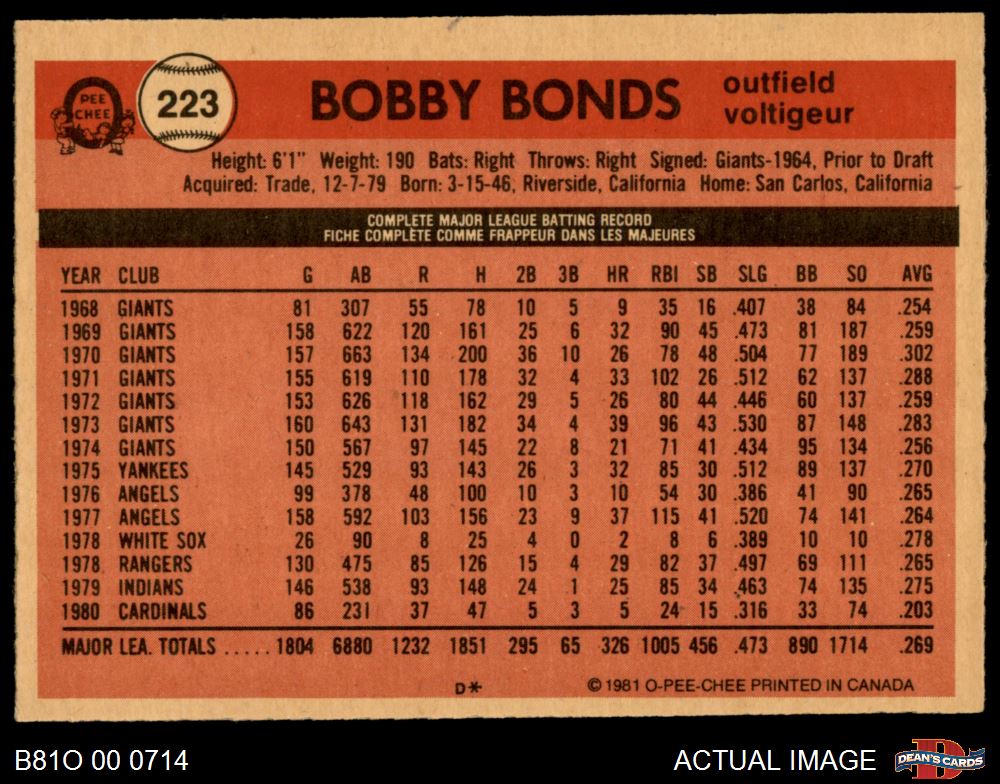 PEE CHEE
223
BOBBY BONDS
outfield
voltigeur
Height: 6'1" Weight: 190 Bats: Right Throws: Right Signed: Giants-1964, Prior to Draft
Acquired: Trade, 12-7-79 Born: 3-15-46, Riverside, California Home: San Carlos, California
COMPLETE MAJOR LEAGUE BATTING RECORD
FICHE COMPLÈTE COMME FRAPPEUR DANS LES MAJEURES
YEAR CLUB G AB R H 2B 3B HR RBI SB SLG BB SO AVG
1968 GIANTS 81 307 55 78 10 5 9 35 16 .407 38 84 .254
1969 GIANTS 158 622 120 161 25 6 32 90 45 .473 81 187 .259
1970 GIANTS 157 663 134 200 36 10 26 78 48 .504 77 189 .302
1971 GIANTS 155 619 110 178 32 4 33 102 26 .512 62 137 .288
1972 GIANTS 153 626 118 162 29 5 26 80 44 .446 60 137 .259
1973 GIANTS 160 643 131 182 34 4 39 96 43 .530 87 148 .283
1974 GIANTS 150 567 97 145 22 8 21 71 41 .434 95 134 .256
1975 YANKEES 145 529 93 143 26 3 32 85 30 .512 89 137 .270
1976 ANGELS 99 378 48 100 10 3 10 54 30 .386 41 90 .265
1977 ANGELS 158 592 103 156 23 9 37 115 41 .520 74 141 .264
1978 WHITE SOX 26 90 8 25 4 0 2 8 6 .389 10 10 .278
1978 RANGERS 130 475 85 126 15 4 29 82 37 .497 69 111 .265
1979 INDIANS 146 538 93 148 24 1 25 85 34 .463 74 135 .275
1980 CARDINALS 86 231 37 47 5 3 5 24 15 .316 33 74 .203
MAJOR LEA. TOTALS ..... 1804 6880 1232 1851 295 65 326 1005 456 .473 890 1714 .269
D*
© 1981 O-PEE-CHEE PRINTED IN CANADA
B81O 00 0714
ACTUAL IMAGE
D
DEAN'S CARDS